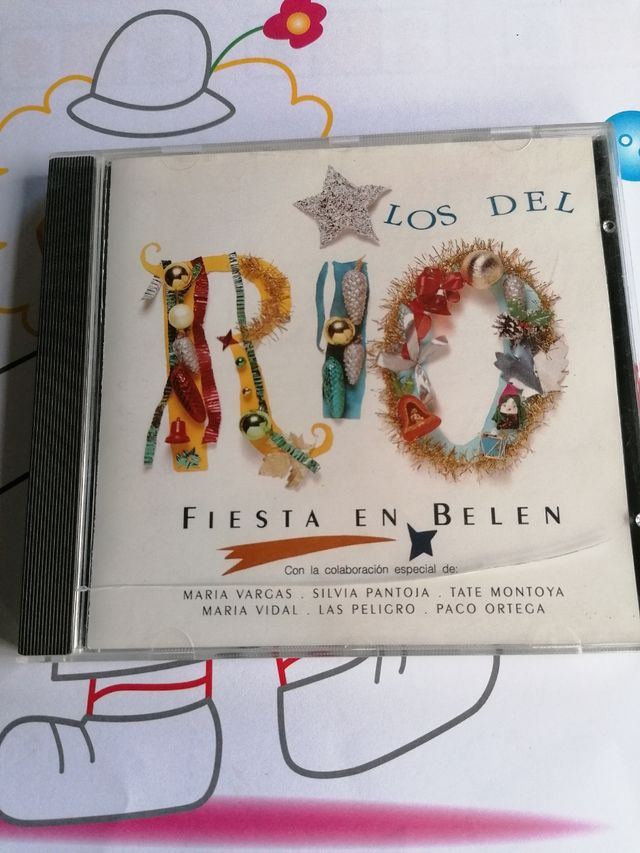 LOS DEL
RIO
FIESTA EN BELEN
Con la colaboración especial de:
MARIA VARGAS . SILVIA PANTOJA . TATE MONTOYA
MARIA VIDAL . LAS PELIGRO . PACO ORTEGA